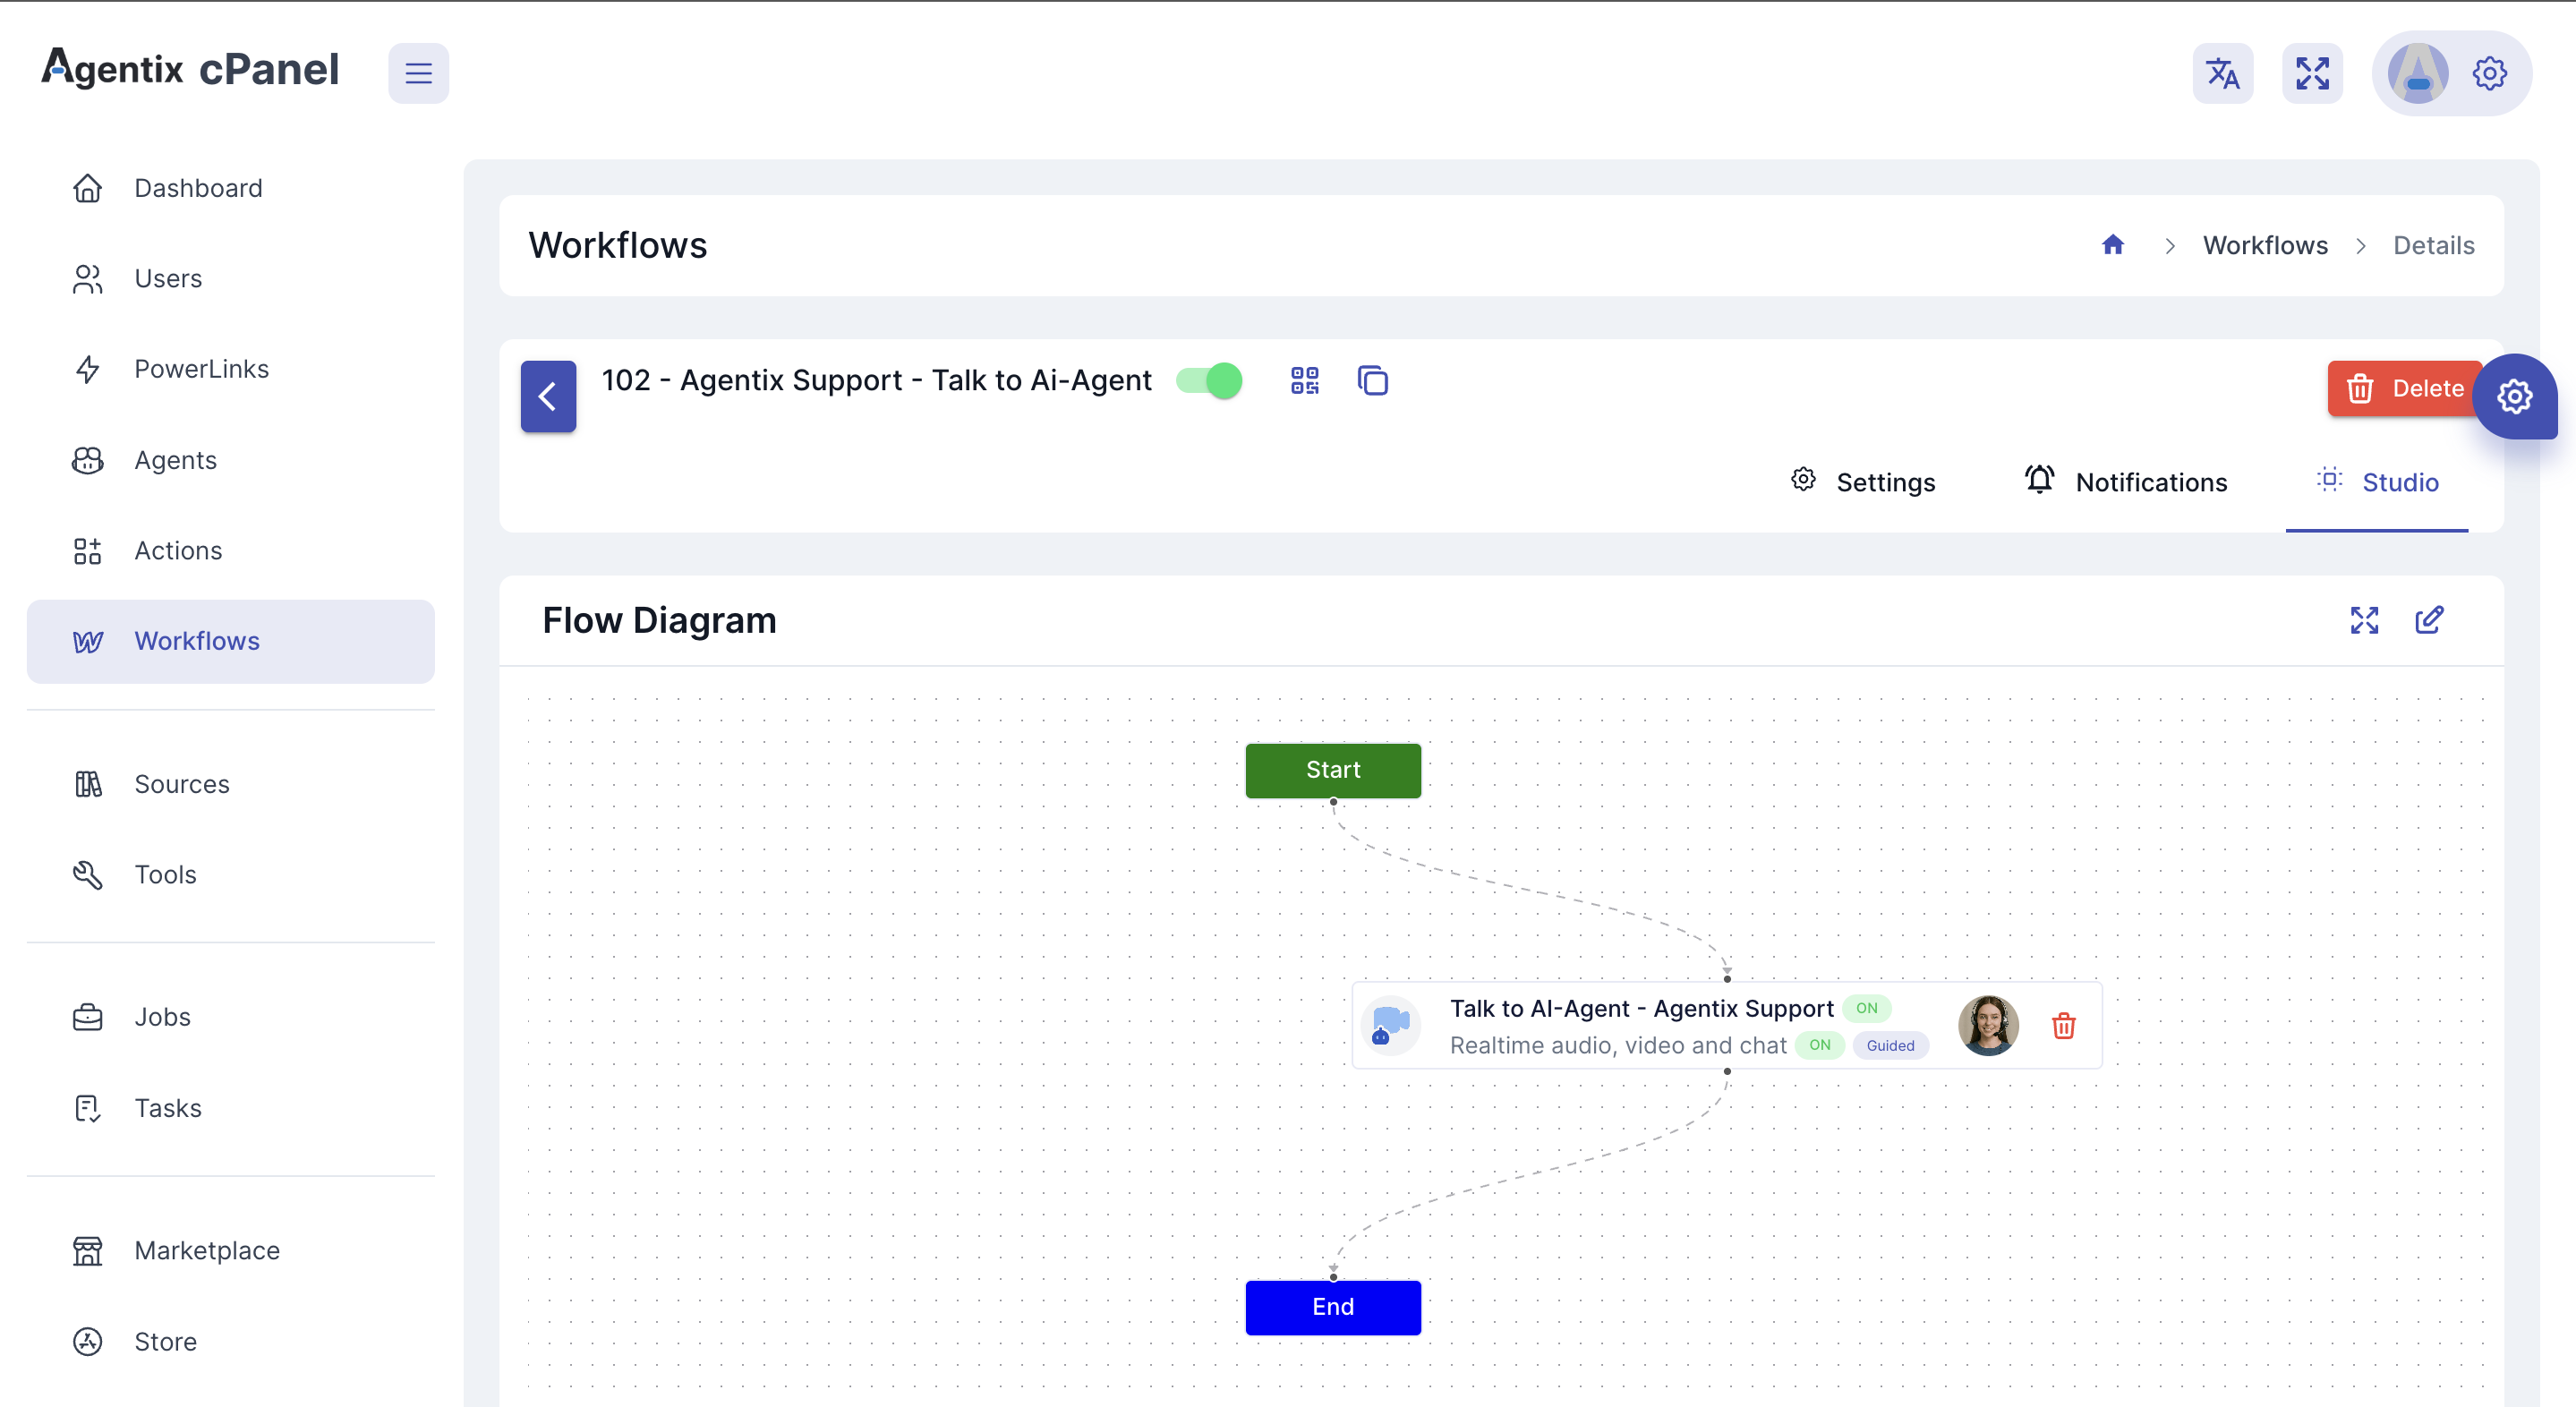 Agentix cPanel
Dashboard
Users
PowerLinks
Agents
Actions
Workflows
Sources
Tools
Jobs
Tasks
Marketplace
Store
Workflows
Workflows
Details
102 - Agentix Support - Talk to Ai-Agent
Delete
Settings
Notifications
Studio
Flow Diagram
Start
Talk to AI-Agent - Agentix Support ON
Realtime audio, video and chat ON Guided
End